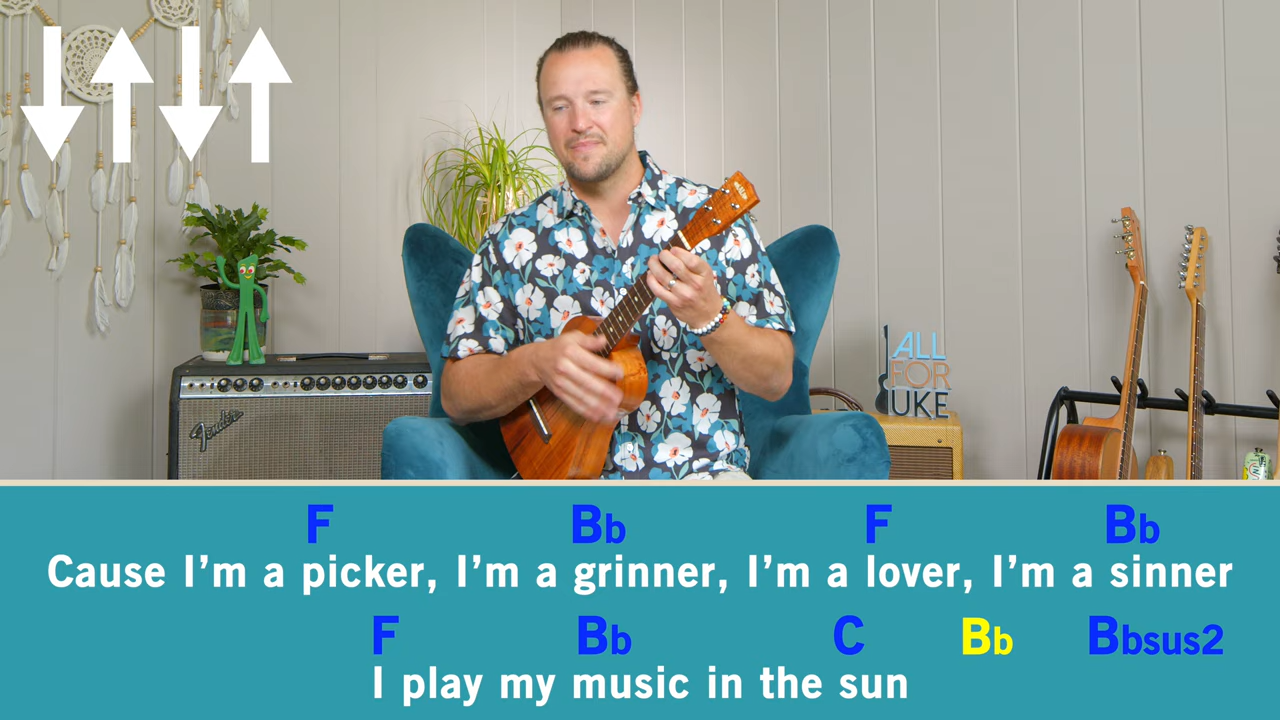 Fender
ALL
FOR
UKE
F Bb F Bb
Cause I’m a picker, I’m a grinner, I’m a lover, I’m a sinner
F Bb C Bb Bbsus2
I play my music in the sun